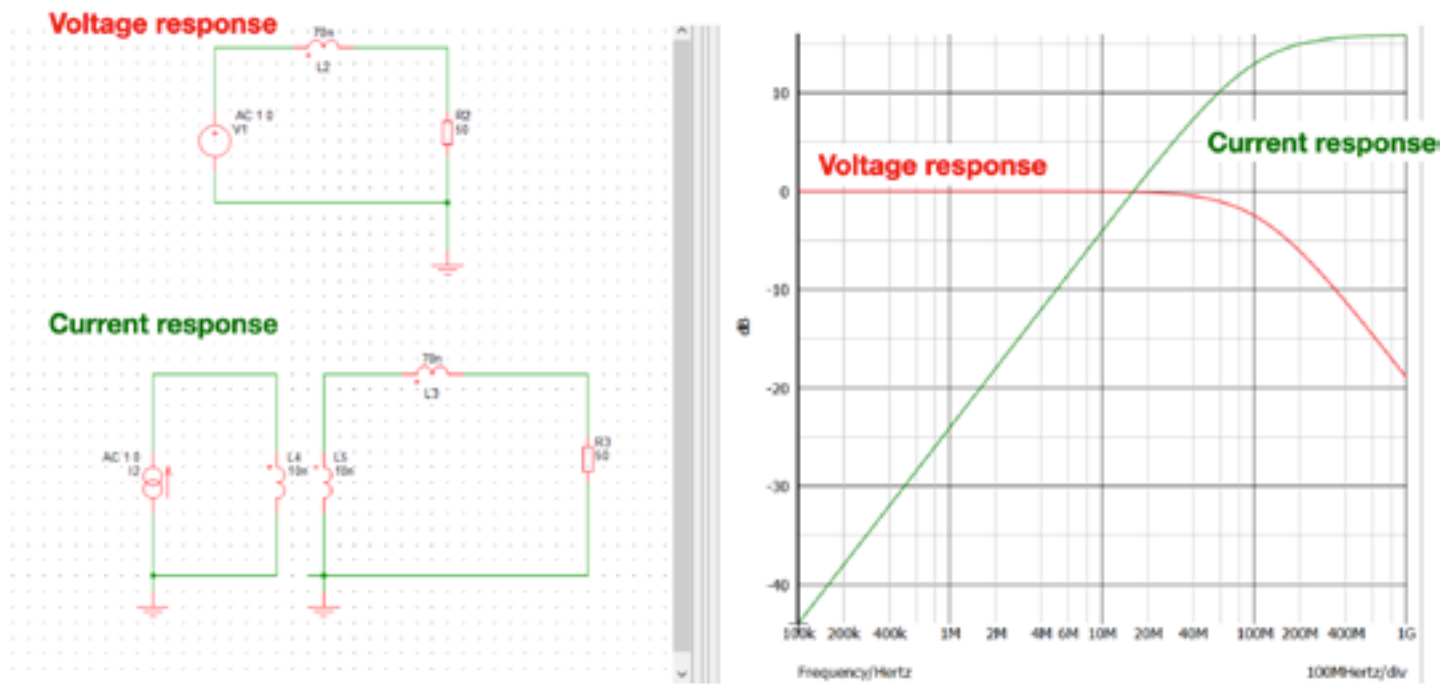 Voltage response
70n
L2
AC 1 0
V1
R2
50
Current response
70n
L3
AC 1 0
I2
L4
10n
L5
10n
R3
50
10
0
-10
-20
-30
-40
dB
Voltage response
Current response
100k 200k 400k 1M 2M 4M 6M 10M 20M 40M 100M 200M 400M 1G
Frequency/Hertz
100MHertz/div